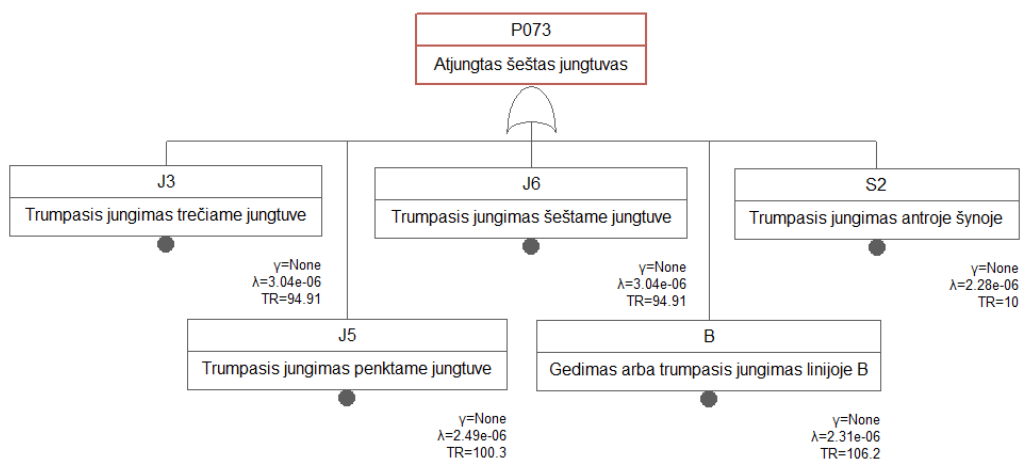 P073
Atjungtas šeštas jungtuvas
J3
Trumpasis jungimas trečiame jungtuve
γ=None
λ=3.04e-06
TR=94.91
J6
Trumpasis jungimas šeštame jungtuve
γ=None
λ=3.04e-06
TR=94.91
S2
Trumpasis jungimas antroje šynoje
γ=None
λ=2.28e-06
TR=10
J5
Trumpasis jungimas penktame jungtuve
γ=None
λ=2.49e-06
TR=100.3
B
Gedimas arba trumpasis jungimas linijoje B
γ=None
λ=2.31e-06
TR=106.2